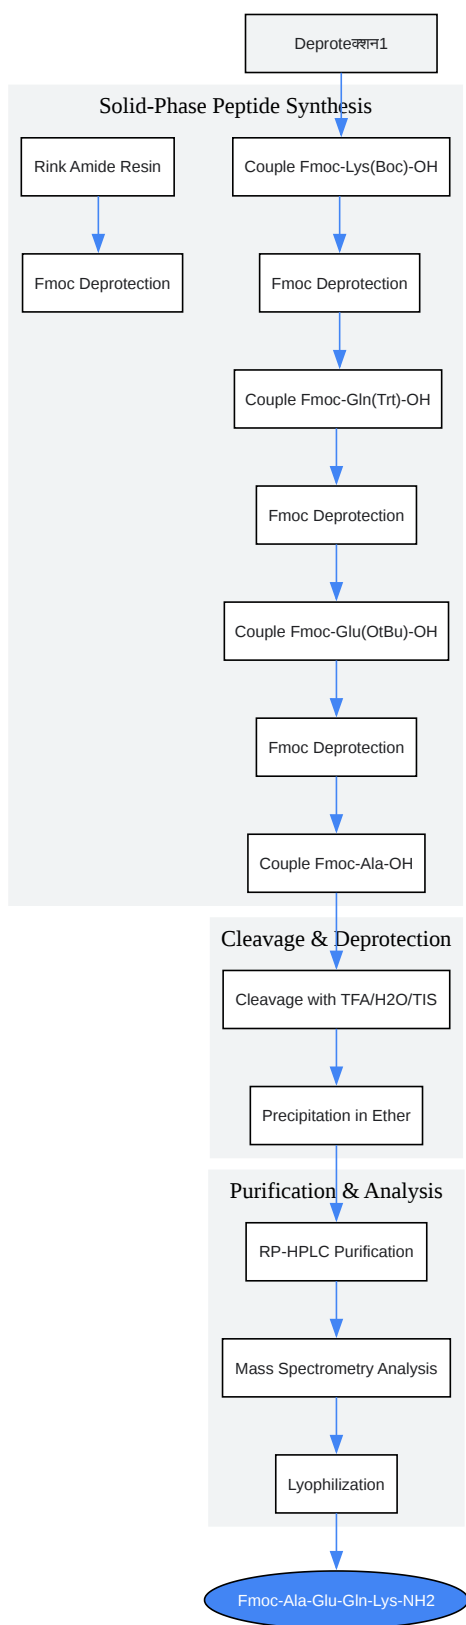 Deproteक्शन1
Solid-Phase Peptide Synthesis
Rink Amide Resin
Couple Fmoc-Lys(Boc)-OH
Fmoc Deprotection
Fmoc Deprotection
Couple Fmoc-Gln(Trt)-OH
Fmoc Deprotection
Couple Fmoc-Glu(OtBu)-OH
Fmoc Deprotection
Couple Fmoc-Ala-OH
Cleavage & Deprotection
Cleavage with TFA/H2O/TIS
Precipitation in Ether
Purification & Analysis
RP-HPLC Purification
Mass Spectrometry Analysis
Lyophilization
Fmoc-Ala-Glu-Gln-Lys-NH2